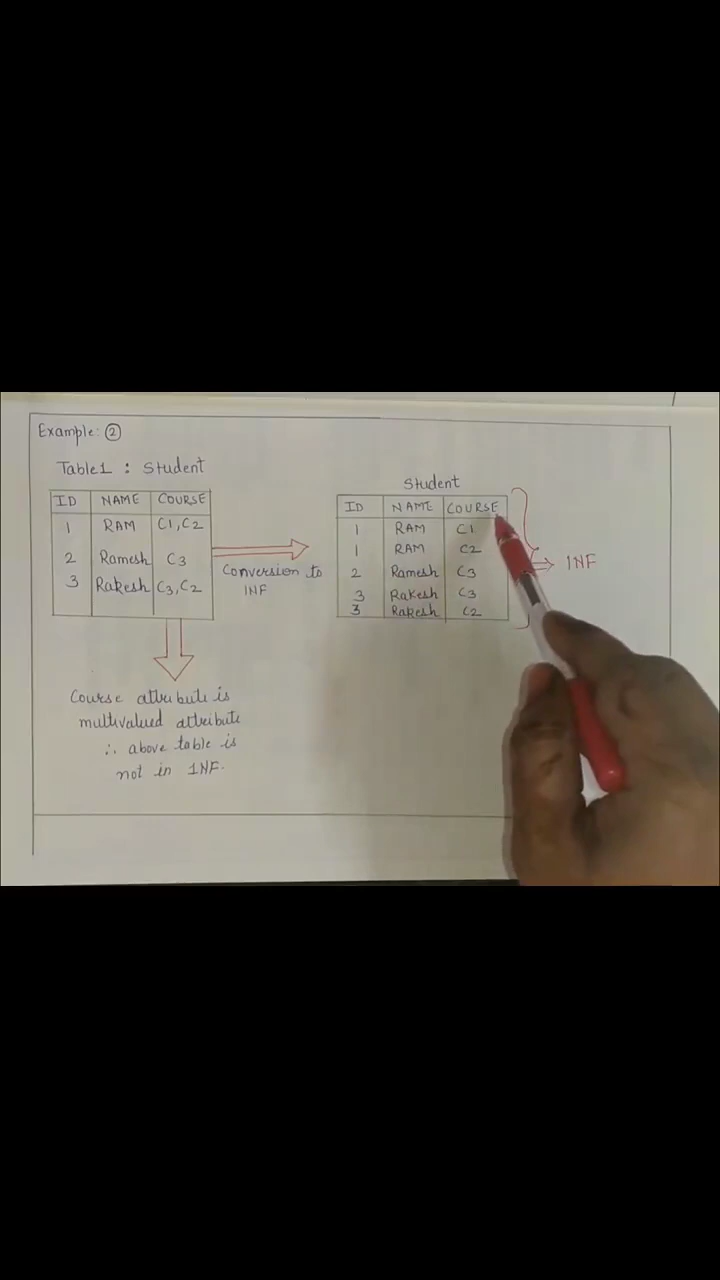 Example: ②
Table1 : Student
ID NAME COURSE
1 RAM C1,C2
2 Ramesh C3
3 Rakesh C3,C2
Conversion to
1NF
Course attribute is
multivalued attribute
∴ above table is
not in 1NF.
Student
ID NAME COURSE
1 RAM C1
1 RAM C2
2 Ramesh C3
3 Rakesh C3
3 Rakesh C2
1NF